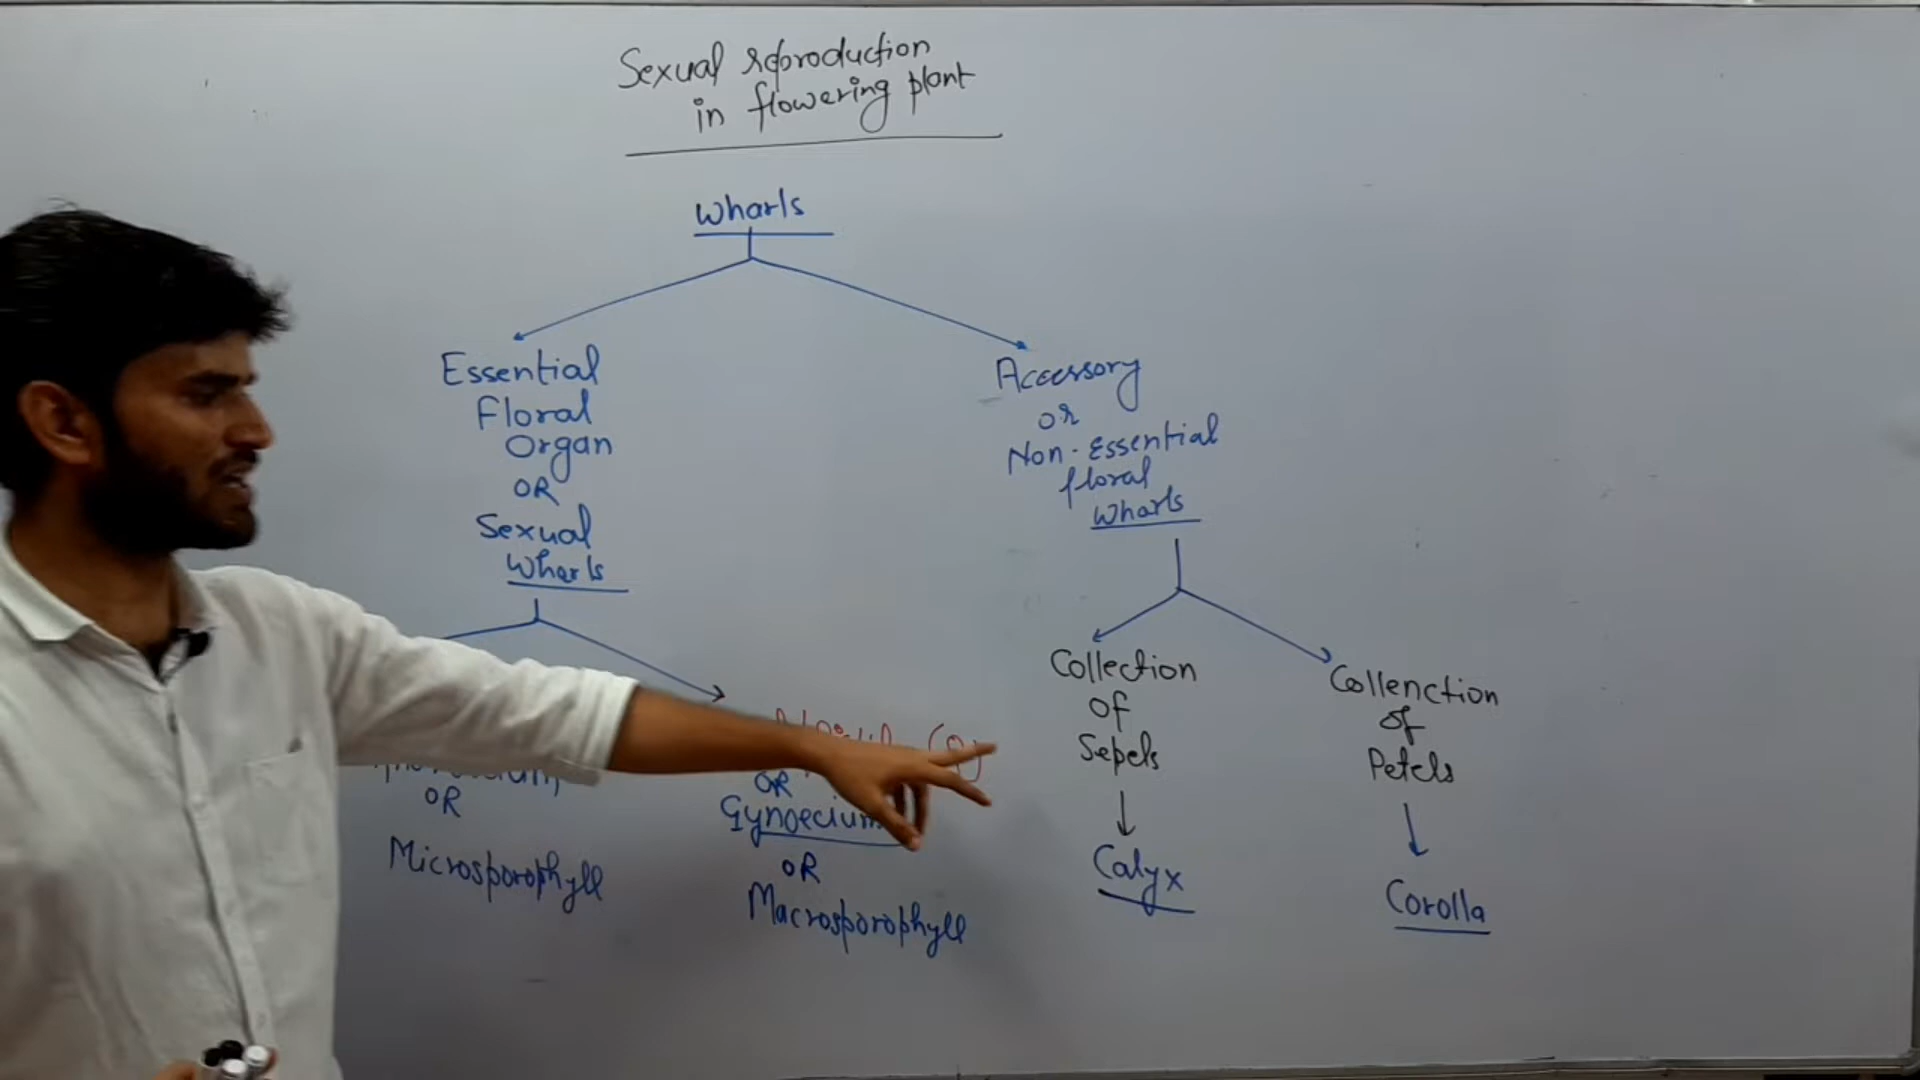 Sexual reproduction
in flowering plant
Wharls
Essential
Floral
Organ
OR
Sexual
Wharls
Accessory
or
Non-Essential
floral
Wharls
OR
Microsporophyll
OR
Gynoecium
OR
Macrosporophyll
Collection
of
Sepels
Calyx
Collenction
of
Petels
Corolla